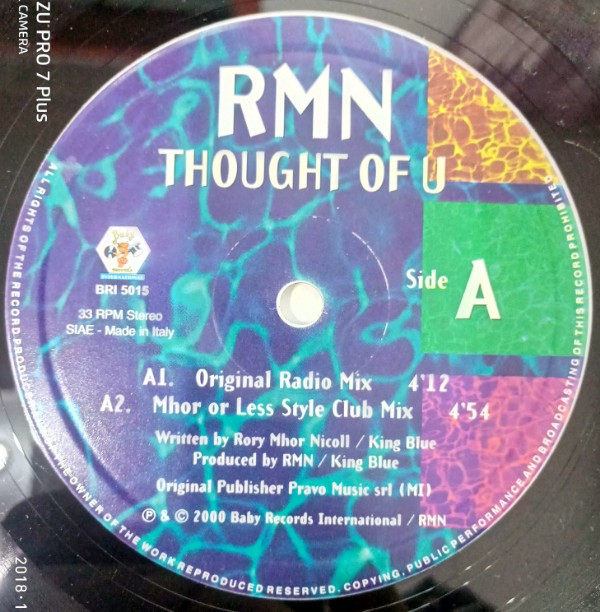 ZU PRO 7 Plus
CAMERA
RMN
THOUGHT OF U
Side A
Baby
BRI 5015
33 RPM Stereo
SIAE - Made in Italy
A1. Original Radio Mix 4'12
A2. Mhor or Less Style Club Mix 4'54
Written by Rory Mhor Nicoll / King Blue
Produced by RMN / King Blue
Original Publisher Pravo Music srl (MI)
℗ & © 2000 Baby Records International / RMN
ALL RIGHTS OF THE RECORD PRODUCER THE OWNER OF THE WORK REPRODUCED RESERVED. COPYING, PUBLIC PERFORMANCE AND BROADCASTING OF THIS RECORD PROHIBITED
2018·1